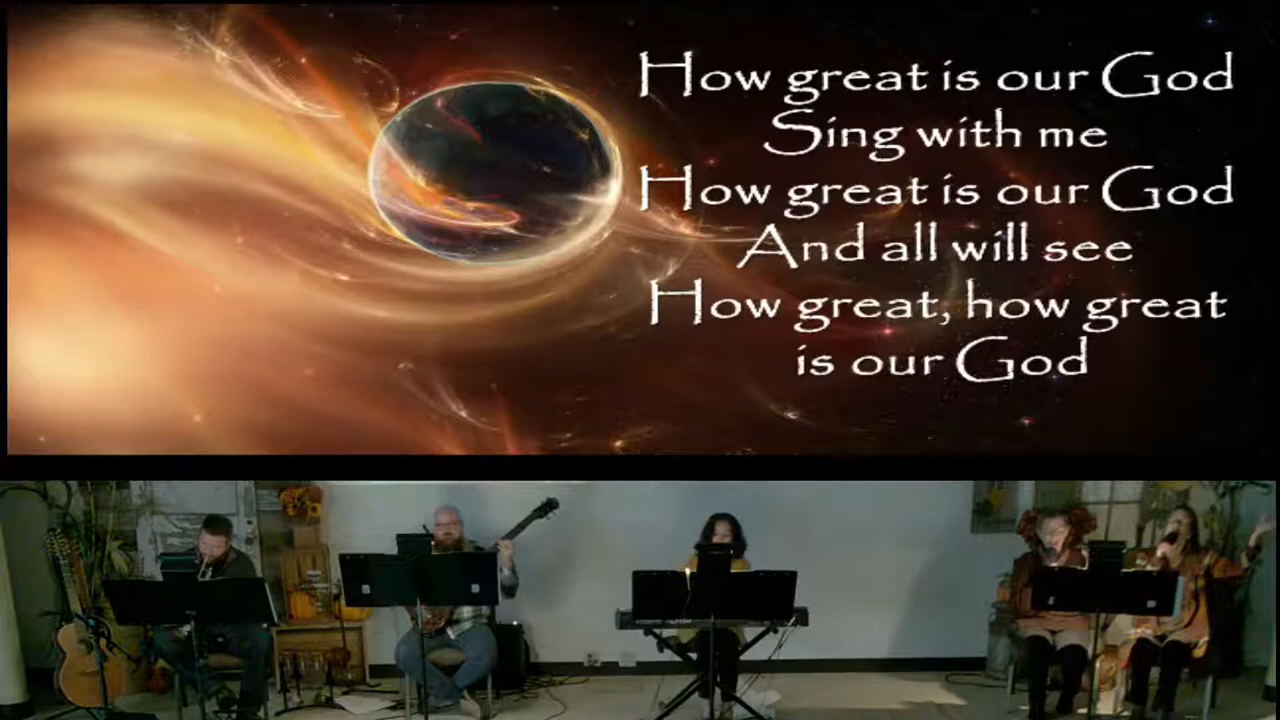 How great is our God
Sing with me
How great is our God
And all will see
How great, how great
is our God